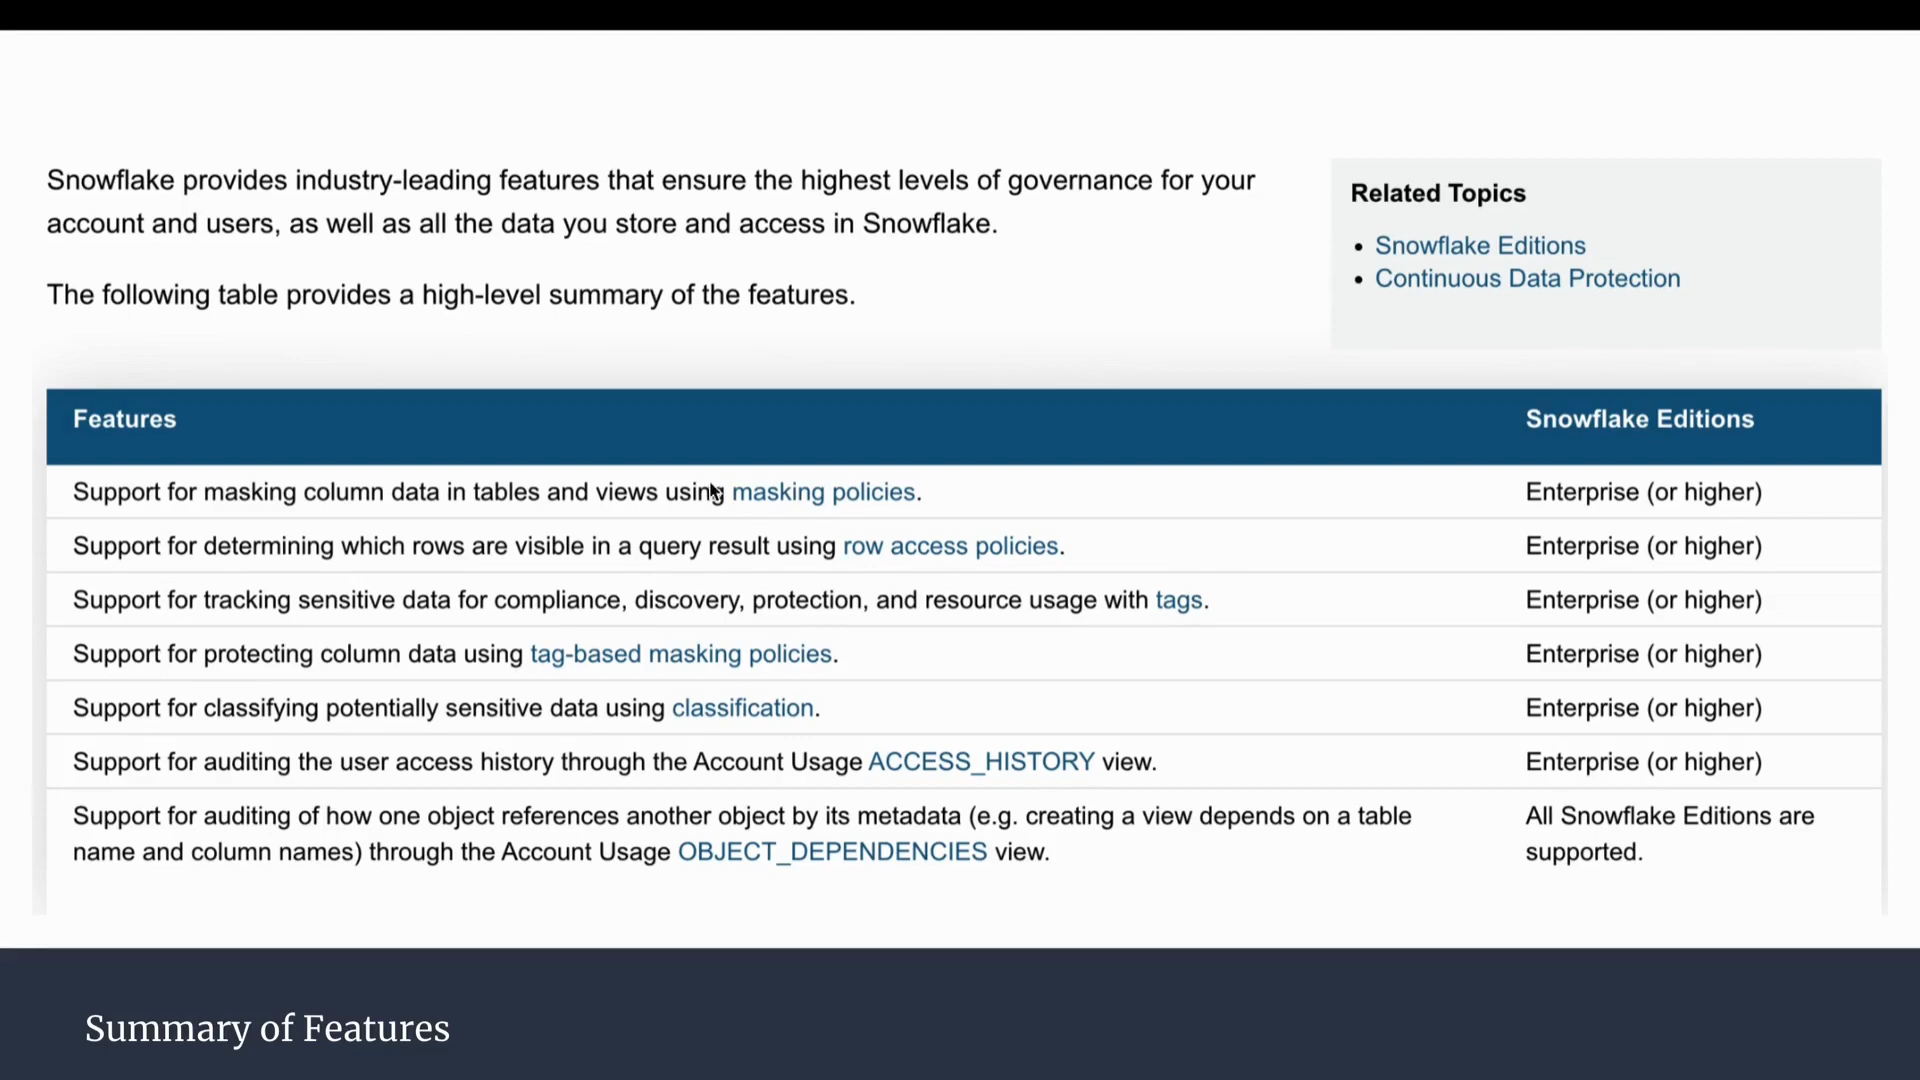 Snowflake provides industry-leading features that ensure the highest levels of governance for your
account and users, as well as all the data you store and access in Snowflake.
The following table provides a high-level summary of the features.
Related Topics
• Snowflake Editions
• Continuous Data Protection
Features Snowflake Editions
Support for masking column data in tables and views using masking policies. Enterprise (or higher)
Support for determining which rows are visible in a query result using row access policies. Enterprise (or higher)
Support for tracking sensitive data for compliance, discovery, protection, and resource usage with tags. Enterprise (or higher)
Support for protecting column data using tag-based masking policies. Enterprise (or higher)
Support for classifying potentially sensitive data using classification. Enterprise (or higher)
Support for auditing the user access history through the Account Usage ACCESS_HISTORY view. Enterprise (or higher)
Support for auditing of how one object references another object by its metadata (e.g. creating a view depends on a table All Snowflake Editions are
name and column names) through the Account Usage OBJECT_DEPENDENCIES view. supported.
Summary of Features